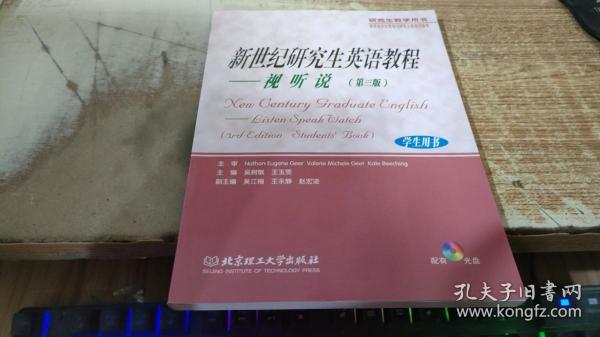 研究生教学用书
新世纪研究生英语教程
——视听说（第三版）
New Century Graduate English
——Listen Speak Watch
(3rd Edition Students' Book)
学生用书
主审 Nathan Eugene Geer Valerie Michele Geer Kate Beeching
主编 吴树敬 王玉雯
副主编 吴江梅 王永静 赵宏凌
北京理工大学出版社
BEIJING INSTITUTE OF TECHNOLOGY PRESS
配有 光盘
孔夫子旧书网
www.kongfz.com